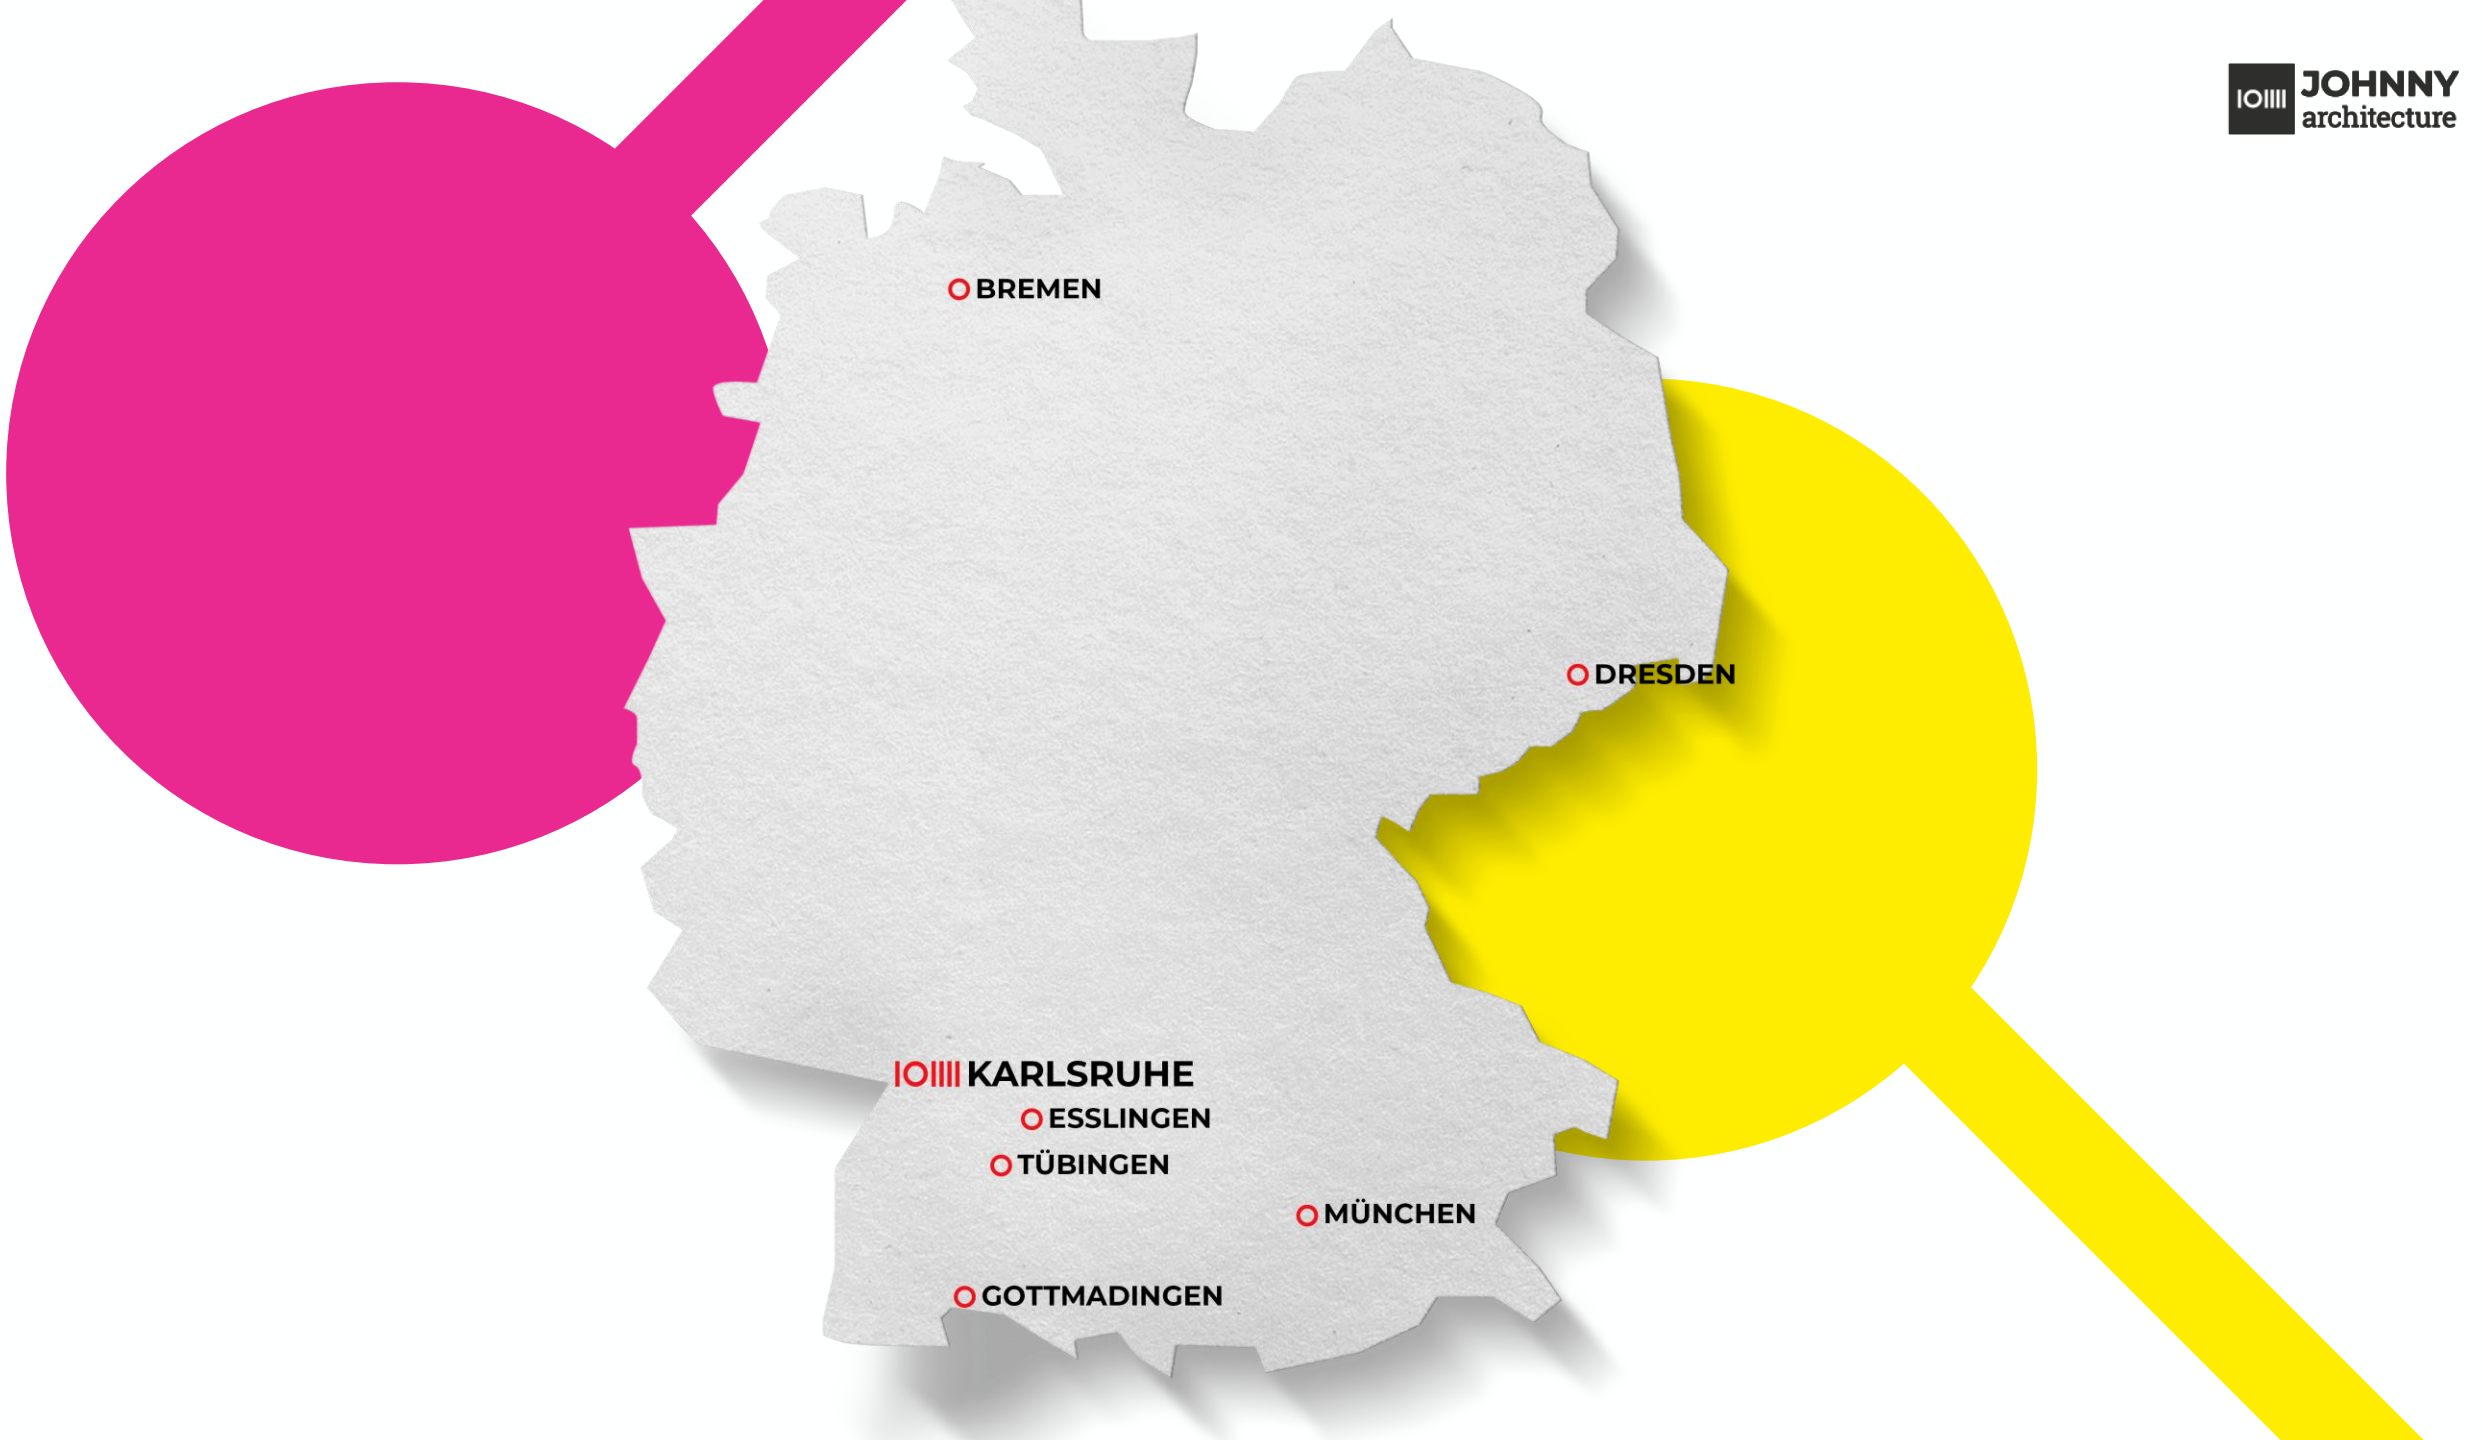 JOHNNY
architecture
BREMEN
DRESDEN
KARLSRUHE
ESSLINGEN
TÜBINGEN
MÜNCHEN
GOTTMADINGEN